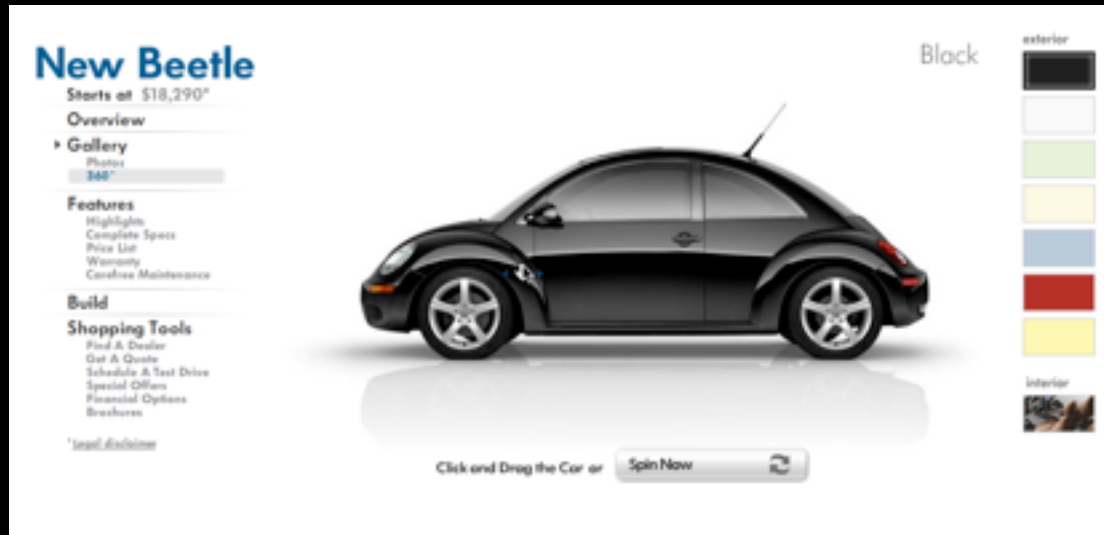 New Beetle
Starts at $18,290*
Overview
Gallery
Photos
360°
Features
Highlights
Complete Specs
Price List
Warranty
Carefree Maintenance
Build
Shopping Tools
Find A Dealer
Get A Quote
Schedule A Test Drive
Special Offers
Financial Options
Brochures
* Legal disclaimer
Black
exterior
interior
Click and Drag the Car or Spin Now